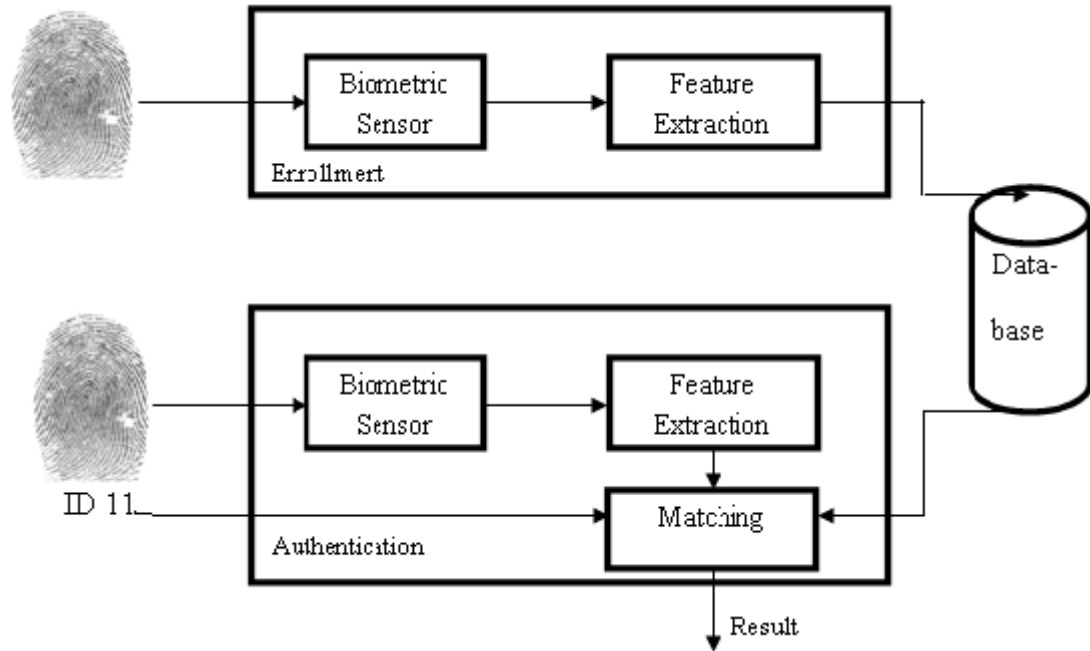 Biometric
Sensor
Feature
Extraction
Enrollment
Data-
base
Biometric
Sensor
Feature
Extraction
ID 11
Matching
Authentication
Result